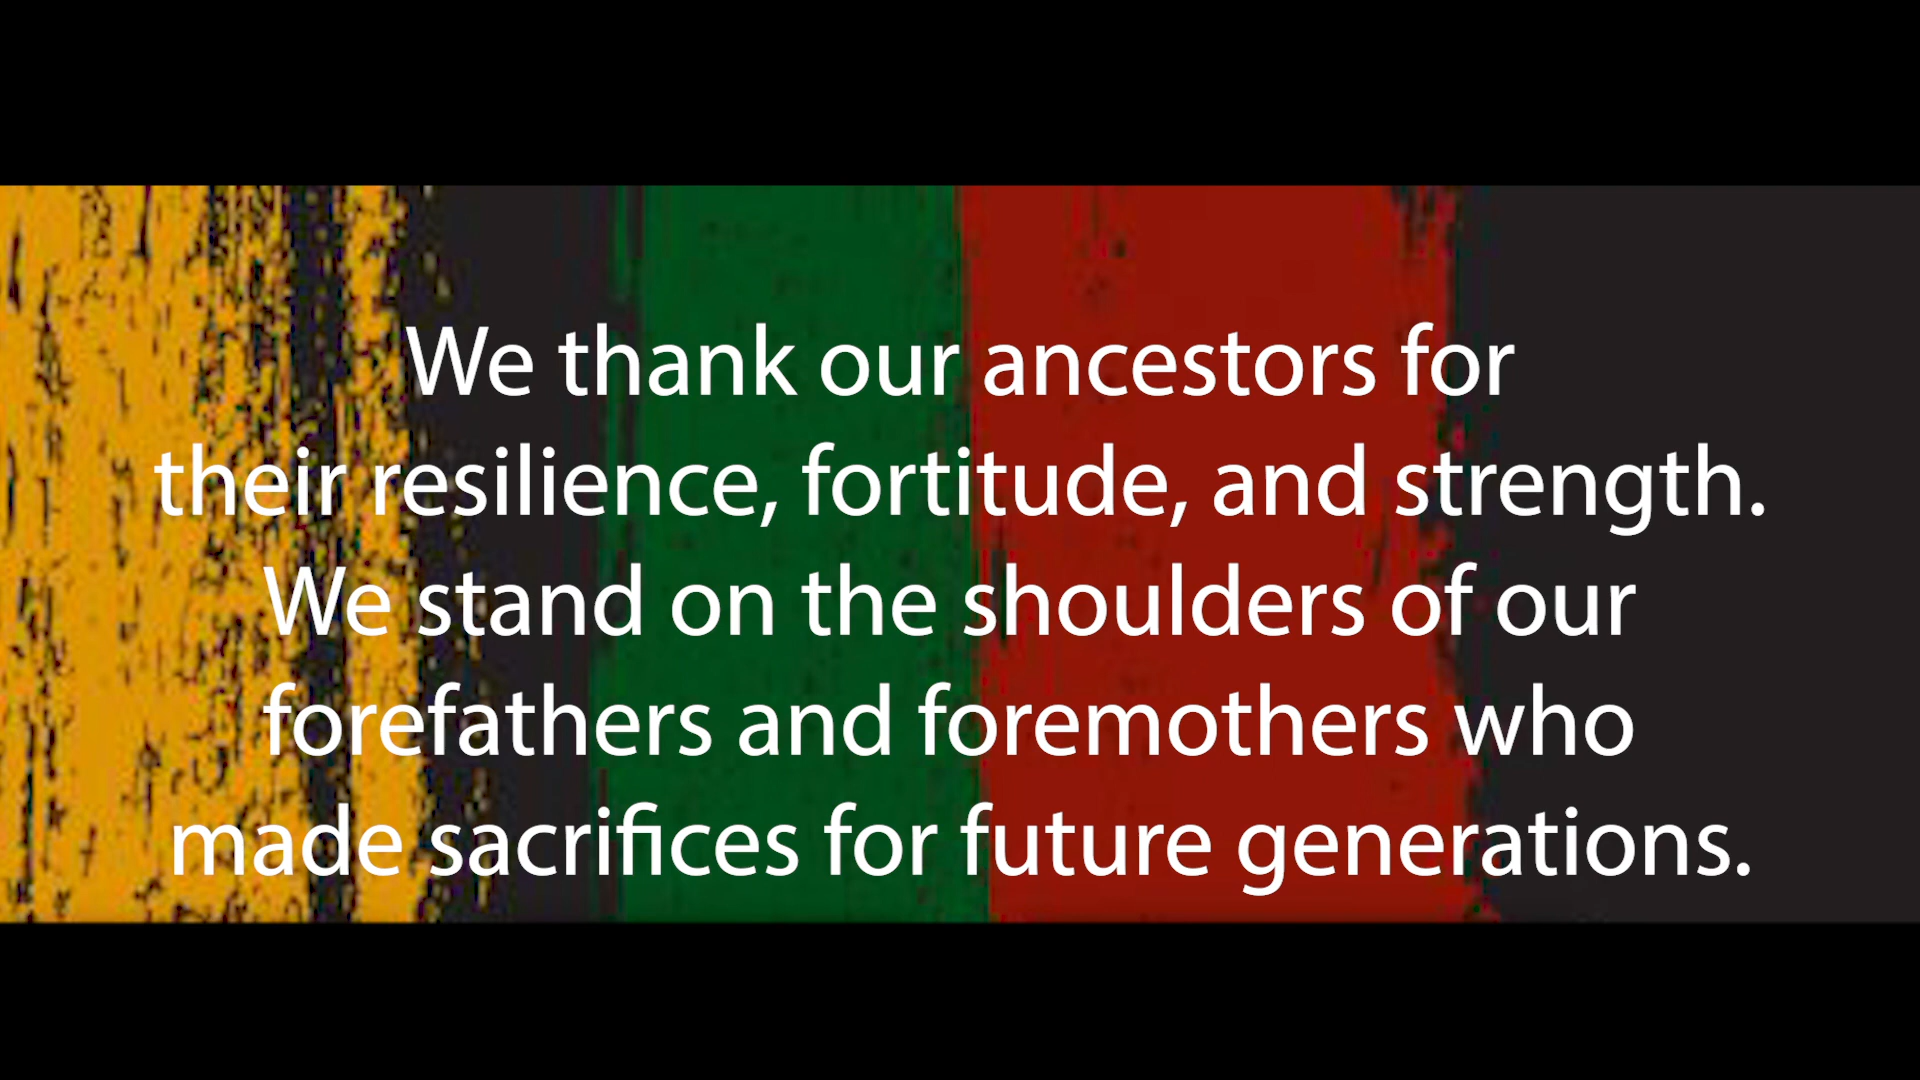 We thank our ancestors for
their resilience, fortitude, and strength.
We stand on the shoulders of our
forefathers and foremothers who
made sacrifices for future generations.